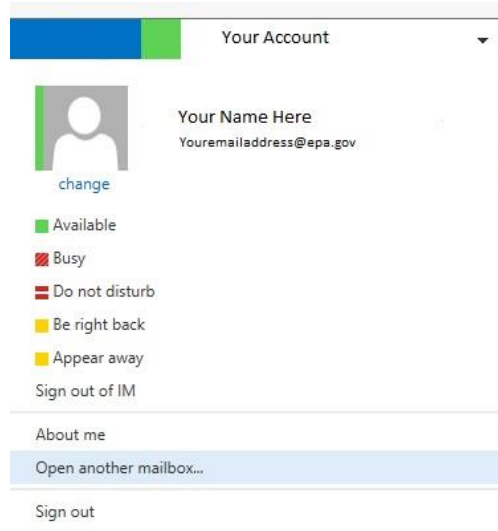 Your Account
Your Name Here
Youremailaddress@epa.gov
change
Available
Busy
Do not disturb
Be right back
Appear away
Sign out of IM
About me
Open another mailbox...
Sign out